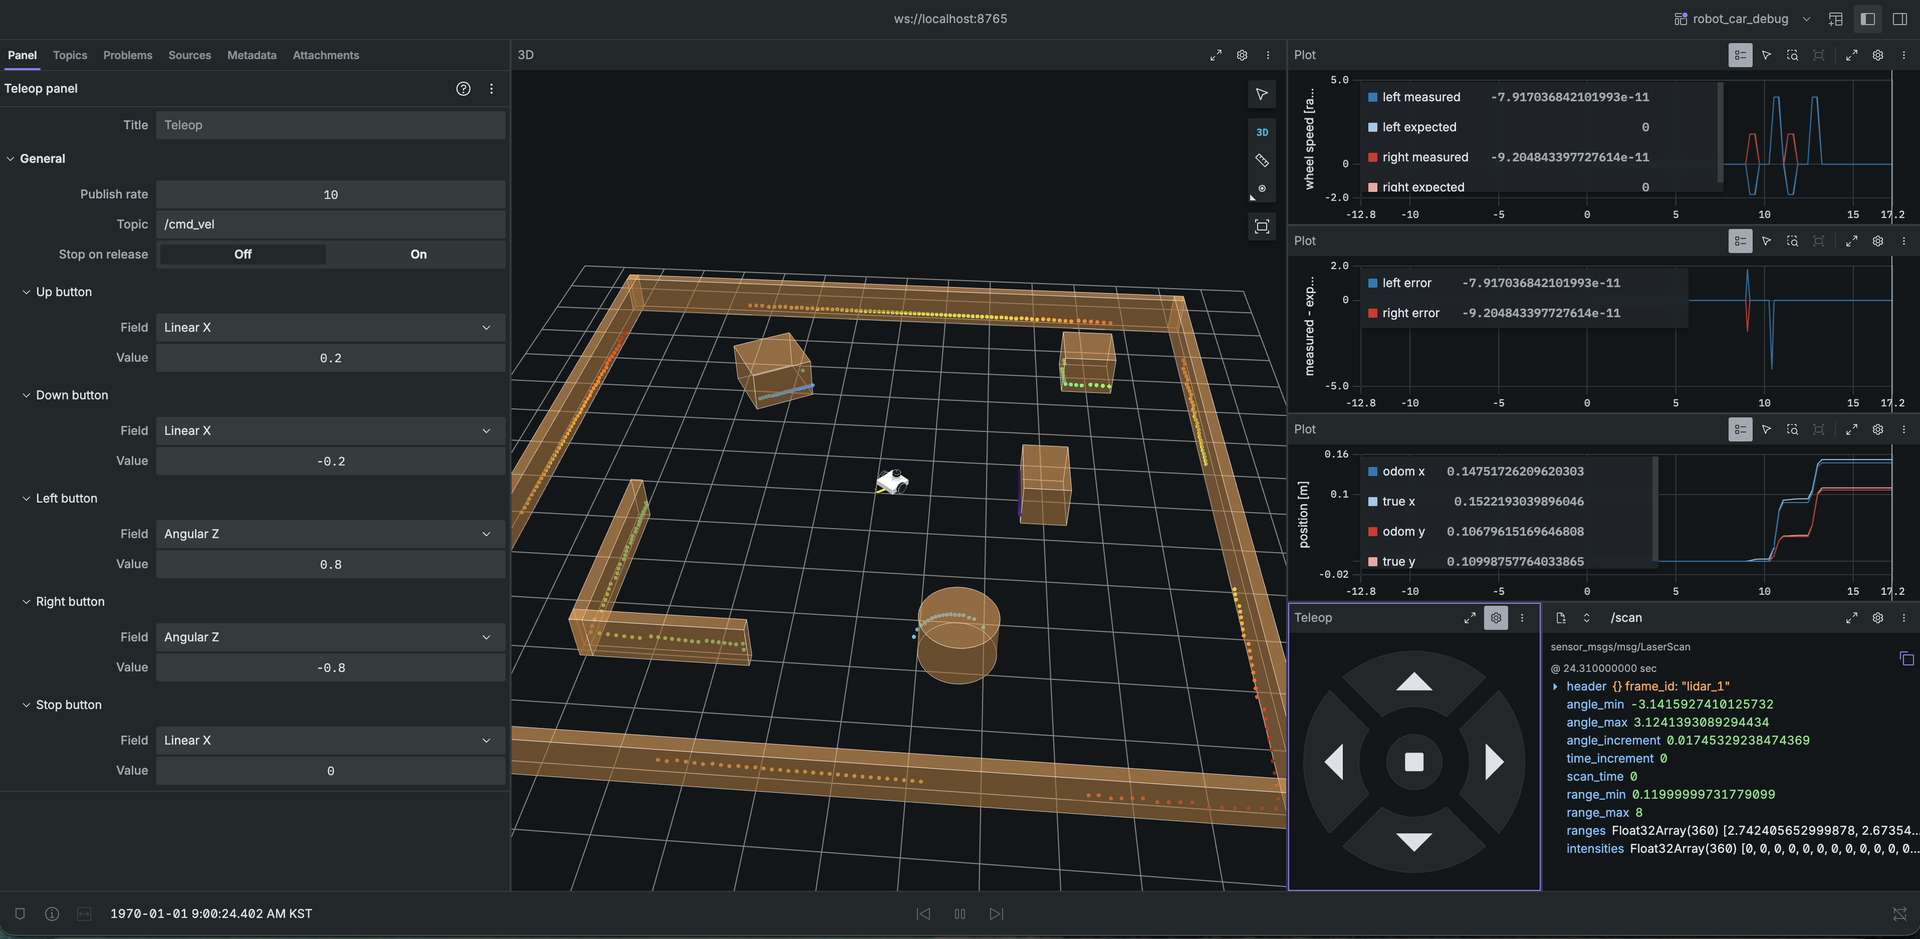 ws://localhost:8765
robot_car_debug
Panel Topics Problems Sources Metadata Attachments
Teleop panel
Title Teleop
General
Publish rate 10
Topic /cmd_vel
Stop on release Off On
Up button
Field Linear X
Value 0.2
Down button
Field Linear X
Value -0.2
Left button
Field Angular Z
Value 0.8
Right button
Field Angular Z
Value -0.8
Stop button
Field Linear X
Value 0
3D
3D
Plot
wheel speed [ra...
5.0
0
-2.0
left measured -7.917036842101993e-11
left expected 0
right measured -9.204843397727614e-11
right expected 0
-12.8 -10 -5 0 5 10 15 17.2
Plot
measured - exp...
2.0
0
-5.0
left error -7.917036842101993e-11
right error -9.204843397727614e-11
-12.8 -10 -5 0 5 10 15 17.2
Plot
position [m]
0.16
0.1
-0.02
odom x 0.14751726209620303
true x 0.1522193039896046
odom y 0.10679615169646808
true y 0.10998757764033865
-12.8 -10 -5 0 5 10 15 17.2
Teleop
/scan
sensor_msgs/msg/LaserScan
@ 24.310000000 sec
header {} frame_id: "lidar_1"
angle_min -3.1415927410125732
angle_max 3.1241393089294434
angle_increment 0.01745329238474369
time_increment 0
scan_time 0
range_min 0.11999999731779099
range_max 8
ranges Float32Array(360) [2.742405652999878, 2.67354...
intensities Float32Array(360) [0, 0, 0, 0, 0, 0, 0, 0, 0, 0, 0, 0...
1970-01-01 9:00:24.402 AM KST